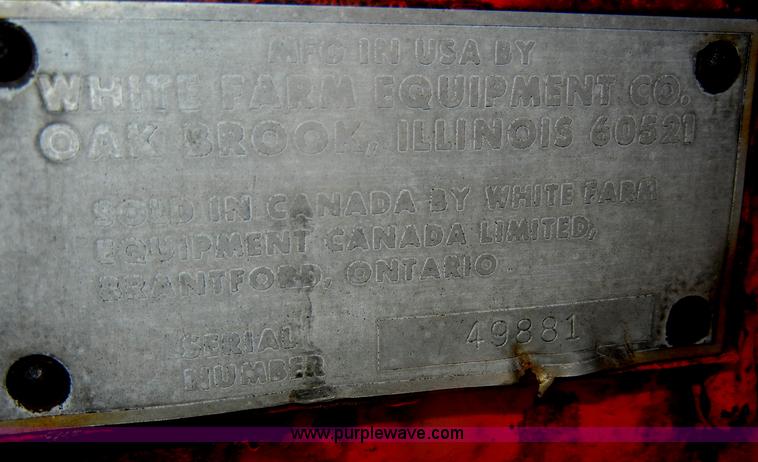 MFG IN USA BY
WHITE FARM EQUIPMENT CO.
OAK BROOK, ILLINOIS 60521
SOLD IN CANADA BY WHITE FARM
EQUIPMENT CANADA LIMITED,
BRANTFORD, ONTARIO
SERIAL
NUMBER
49881
www.purplewave.com